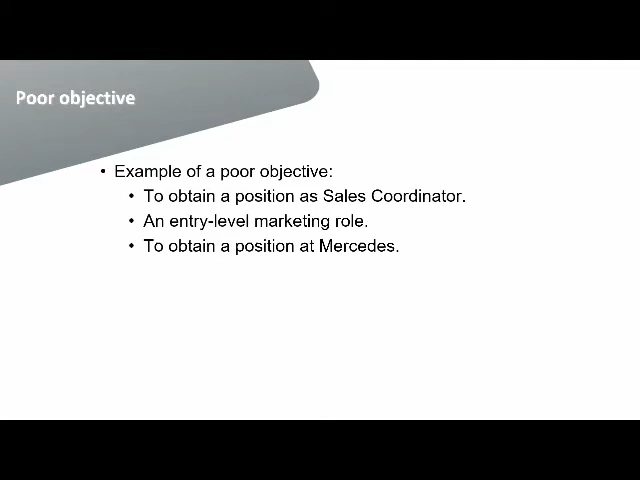 Poor objective
• Example of a poor objective:
• To obtain a position as Sales Coordinator.
• An entry-level marketing role.
• To obtain a position at Mercedes.